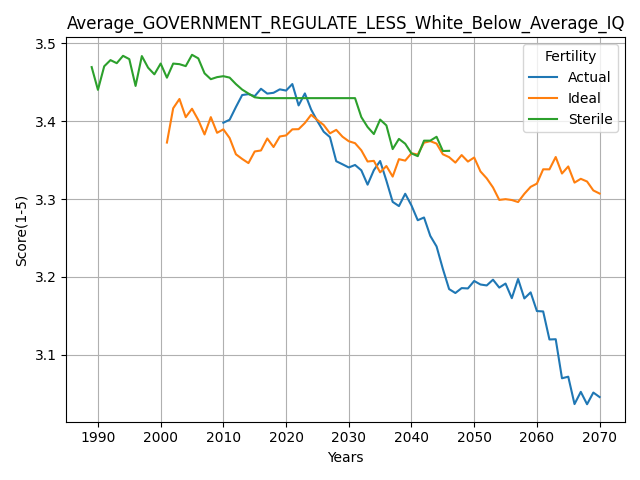 Average_GOVERNMENT_REGULATE_LESS_White_Below_Average_IQ
Fertility
Actual
Ideal
Sterile
Score(1-5)
3.5
3.4
3.3
3.2
3.1
1990 2000 2010 2020 2030 2040 2050 2060 2070
Years